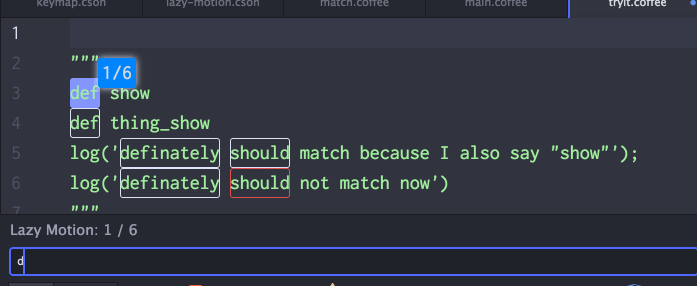 keymap.cson lazy-motion.cson match.coffee main.coffee tryit.coffee
1
2 """
1/6
3 def show
4 def thing_show
5 log('definately should match because I also say "show"');
6 log('definately should not match now')
7 """
Lazy Motion: 1 / 6
d